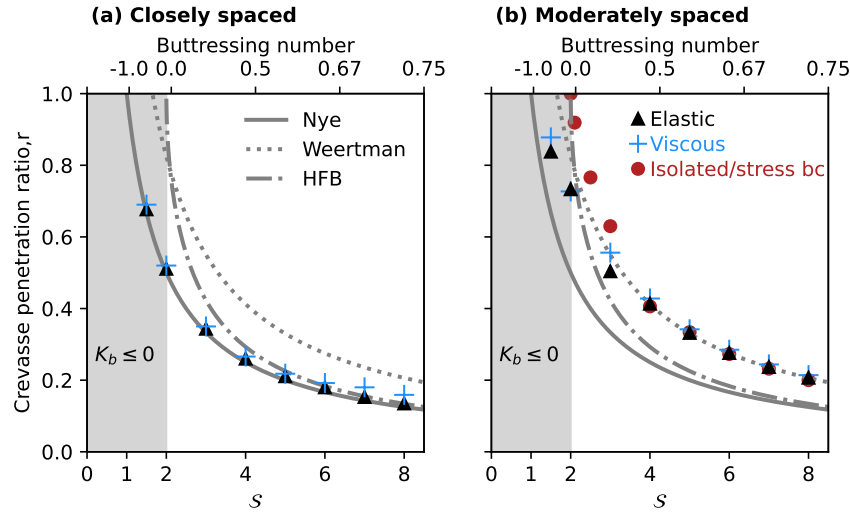 (a) Closely spaced
Buttressing number
-1.0 0.0 0.5 0.67 0.75
Crevasse penetration ratio,r
1.0
0.8
0.6
0.4
0.2
0.0
Nye
Weertman
HFB
K_b ≤ 0
0 1 2 4 6 8
S
(b) Moderately spaced
Buttressing number
-1.0 0.0 0.5 0.67 0.75
Elastic
Viscous
Isolated/stress bc
K_b ≤ 0
0 1 2 4 6 8
S